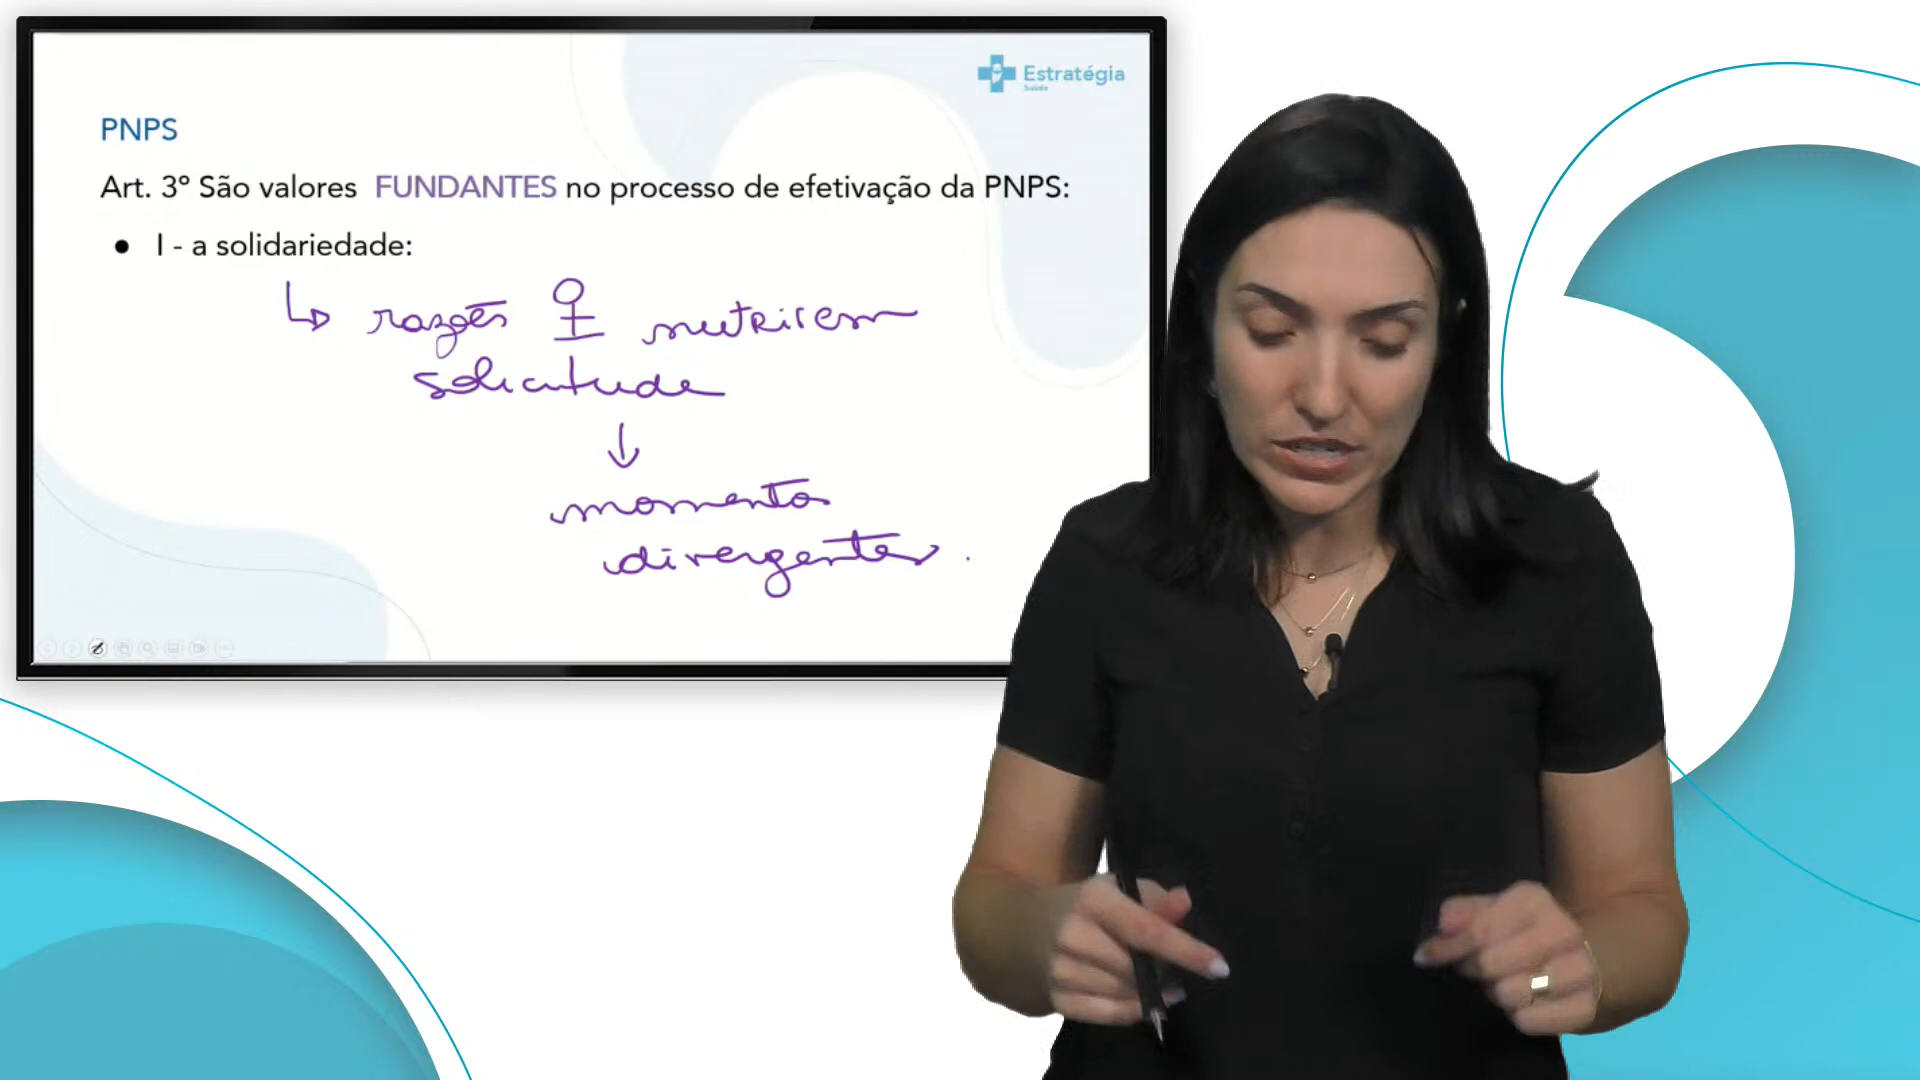 Estratégia
Saúde
PNPS
Art. 3º São valores FUNDANTES no processo de efetivação da PNPS:
● I - a solidariedade:
razões nutrirem
solicitude
momentos
divergentes.